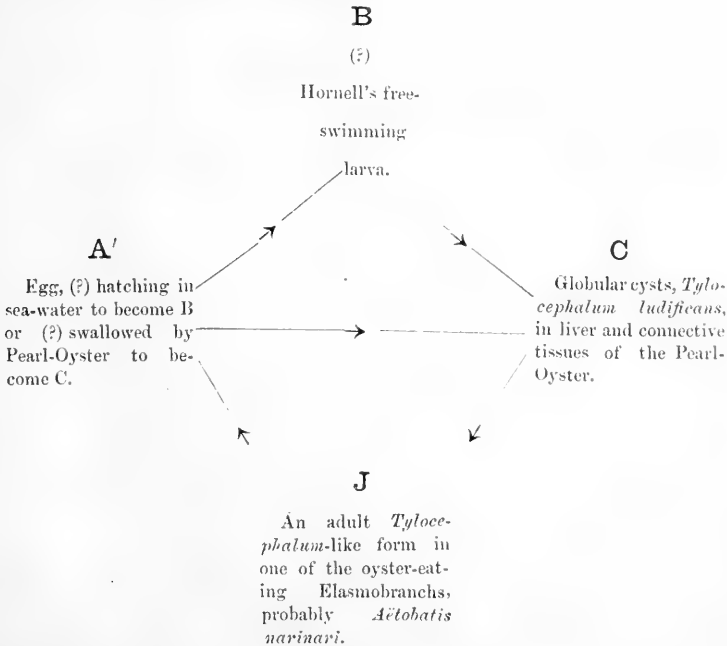 B
(?)
Hornell's free-
swimming
larva.
A'
Egg, (?) hatching in
sea-water to become B
or (?) swallowed by
Pearl-Oyster to be-
come C.
C
Globular cysts, Tylo-
cephalum ludificans,
in liver and connective
tissues of the Pearl-
Oyster.
J
An adult Tyloce-
phalum-like form in
one of the oyster-eat-
ing Elasmobranchs,
probably Aëtobatis
narinari.